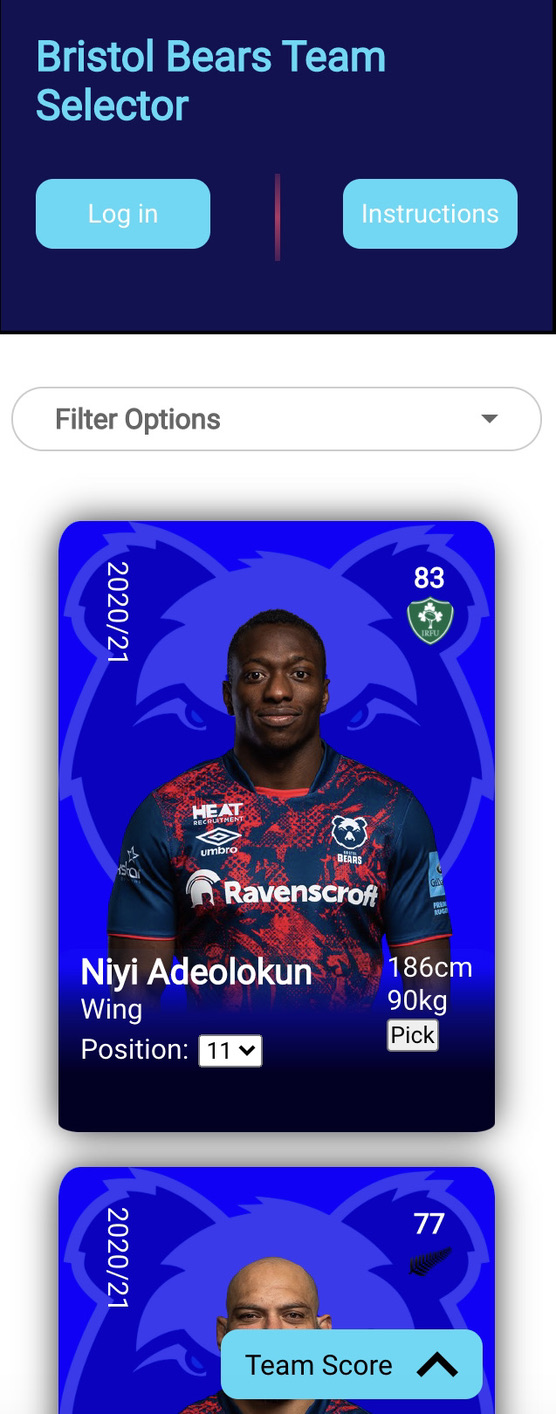 Bristol Bears Team
Selector
Log in
Instructions
Filter Options
2020/21
83
IRFU
HEAT
RECRUITMENT
umbro
BRISTOL
BEARS
Ravenscroft
Niyi Adeolokun
Wing
Position: 11
186cm
90kg
Pick
2020/21
77
Team Score